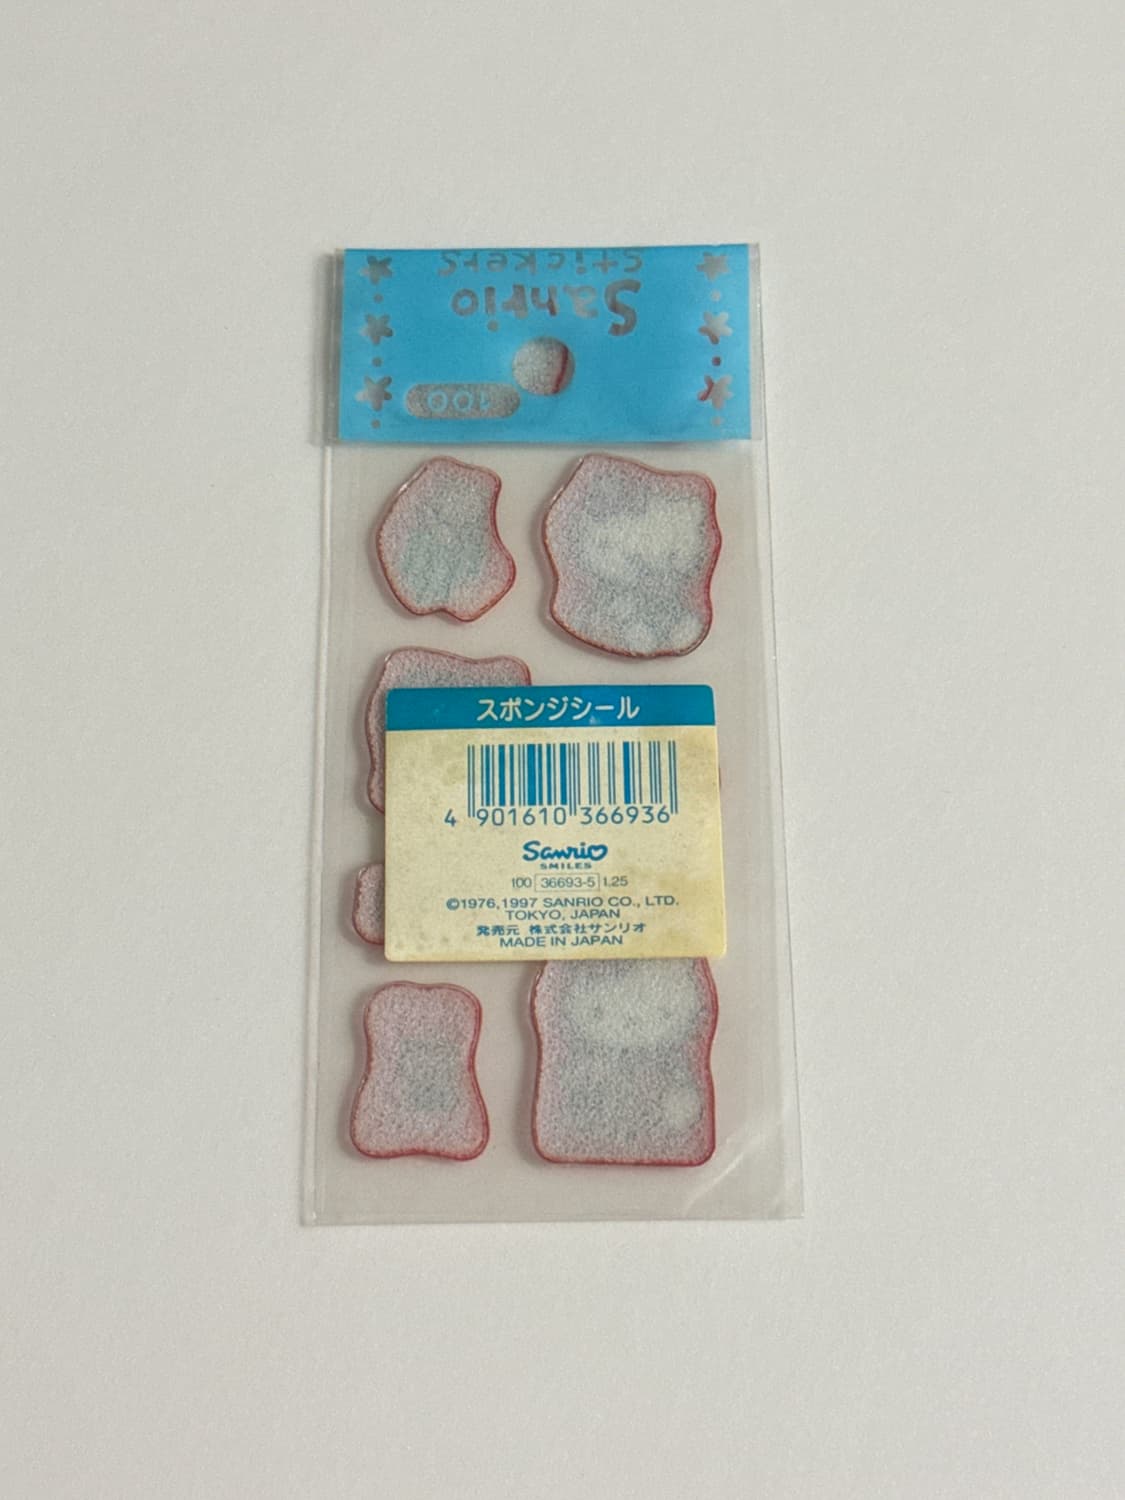 Sanrio
stickers
100
スポンジシール
4 901610 366936
Sanrio
SMILES
100 36693-5 1.25
©1976,1997 SANRIO CO., LTD.
TOKYO, JAPAN
発売元 株式会社サンリオ
MADE IN JAPAN